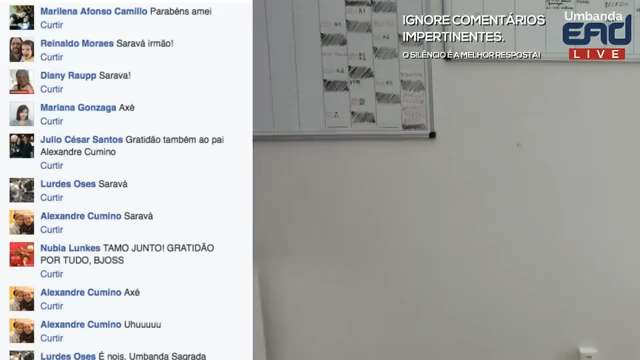 Marilena Afonso Camillo Parabéns amei
Curtir
Reinaldo Moraes Saravá irmão!
Curtir
Diany Raupp Sarava!
Curtir
Mariana Gonzaga Axé
Curtir
Julio César Santos Gratidão também ao pai
Alexandre Cumino
Curtir
Lurdes Oses Saravá
Curtir
Alexandre Cumino Saravá
Curtir
Nubia Lunkes TAMO JUNTO! GRATIDÃO
POR TUDO, BJOSS
Curtir
Alexandre Cumino Axé
Curtir
Alexandre Cumino Uhuuuuu
Curtir
Lurdes Oses É nois, Umbanda Sagrada
IGNORE COMENTÁRIOS
IMPERTINENTES.
O SILÊNCIO É A MELHOR RESPOSTA!
Umbanda
EAD
LIVE